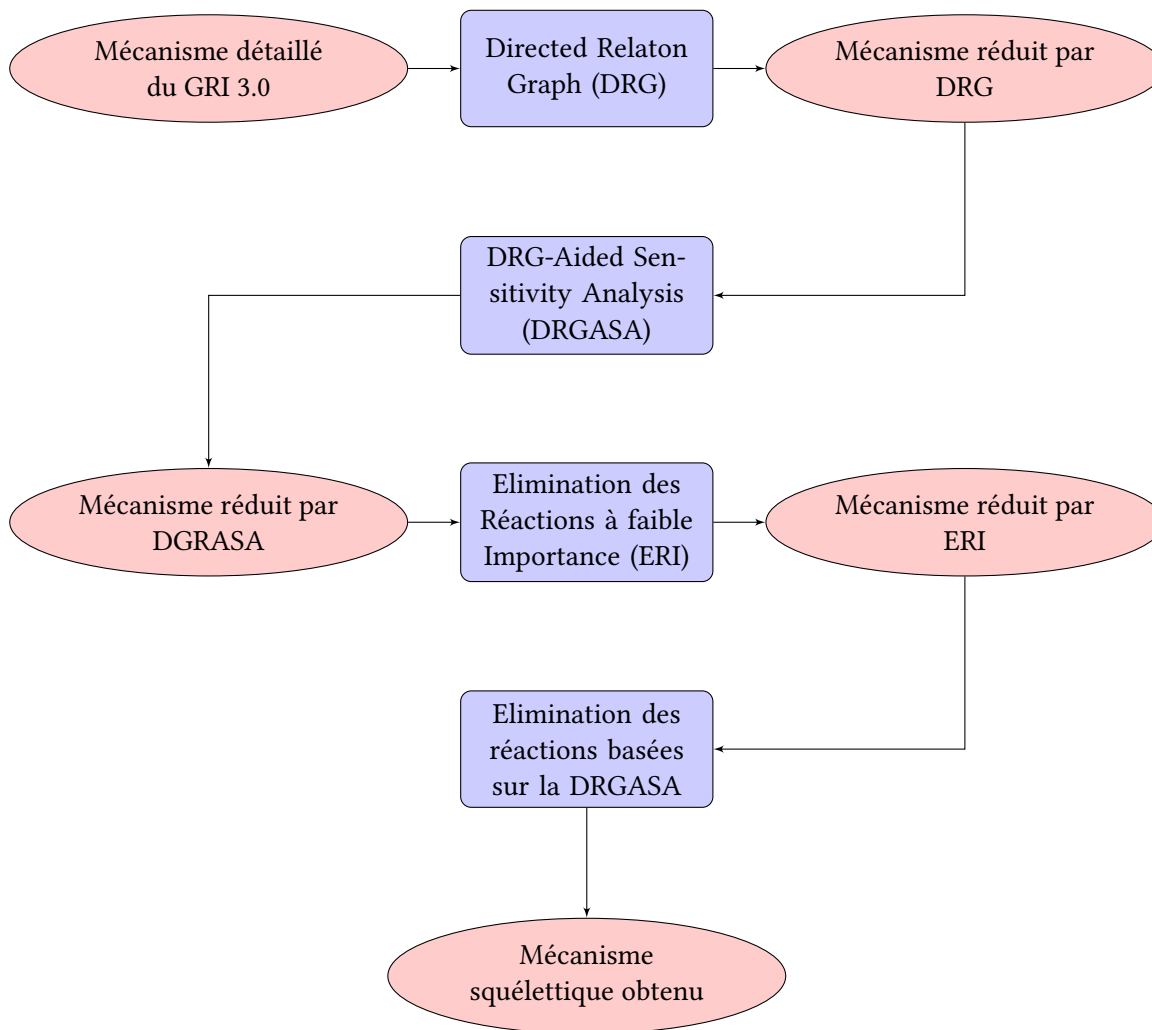 Mécanisme détaillé
du GRI 3.0
Directed Relaton
Graph (DRG)
Mécanisme réduit par
DRG
DRG-Aided Sen-
sitivity Analysis
(DRGASA)
Mécanisme réduit par
DGRASA
Elimination des
Réactions à faible
Importance (ERI)
Mécanisme réduit par
ERI
Elimination des
réactions basées
sur la DRGASA
Mécanisme
squélettique obtenu